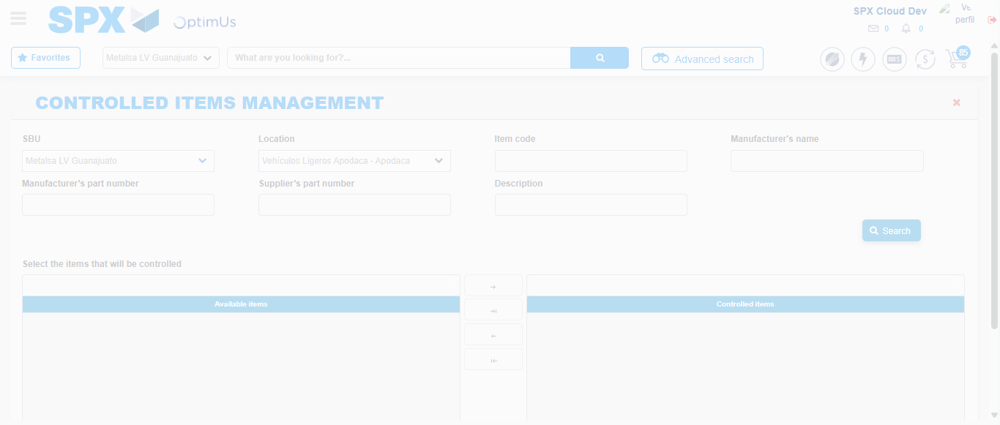 SPX
OptimUs
SPX Cloud Dev
Ve
perfil
0
0
Favorites
Metalsa LV Guanajuato
What are you looking for?...
Advanced search
85
CONTROLLED ITEMS MANAGEMENT
SBU
Location
Item code
Manufacturer's name
Metalsa LV Guanajuato
Vehículos Ligeros Apodaca - Apodaca
Manufacturer's part number
Supplier's part number
Description
Search
Select the items that will be controlled
Available items
Controlled items